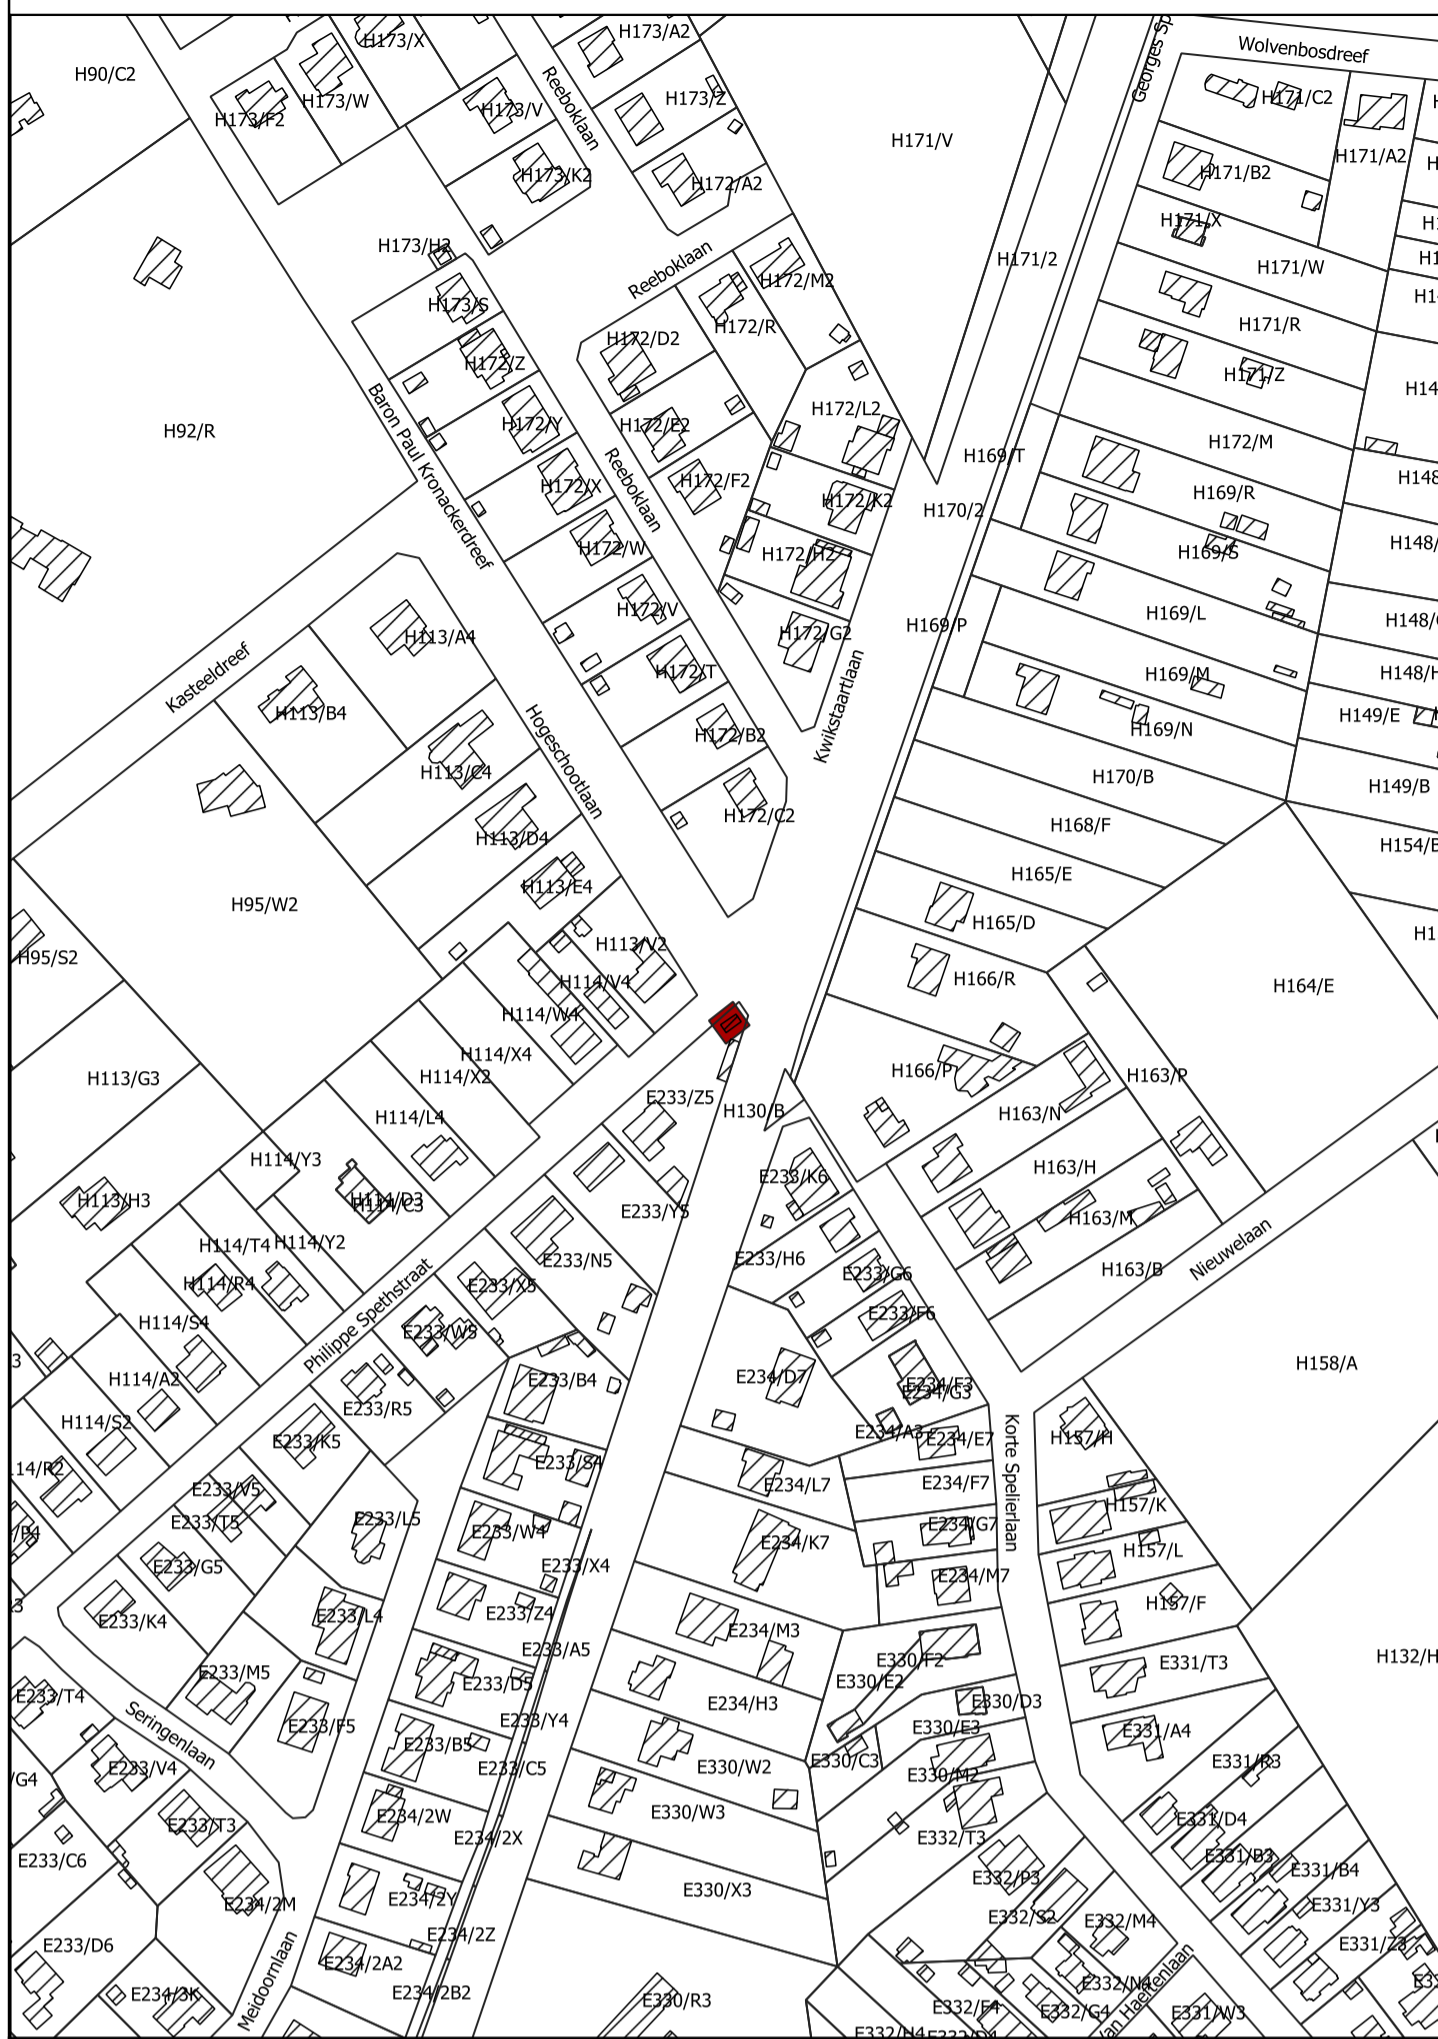 H173/X
H173/A2
Georges Sp
Wolvenbosdreef
H90/C2
H173/W
H173/F2
H173/V
Reeboklaan
H173/Z
H171/C2
H171/V
H171/A2
H173/K2
H172/A2
H171/B2
H171/X
H173/H2
Reeboklaan
H171/2
H171/W
H172/M2
H173/S
H172/R
H171/R
H172/D2
H172/Z
H171/Z
Baron Paul Kronackerdreef
H172/L2
H92/R
H172/Y
H172/E2
H172/M
H169/T
H172/X
Reeboklaan
H172/F2
H169/R
H172/K2
H170/2
H172/W
H172/H2
H169/S
H172/V
H169/L
H113/A4
H172/G2
H169/P
Kasteeldreef
H172/T
H169/M
H148/H
H113/B4
Hogeschootlaan
Kwikstaartlaan
H149/E
H172/B2
H169/N
H113/C4
H170/B
H149/B
H172/C2
H113/D4
H168/F
H165/E
H113/E4
H95/W2
H165/D
H113/V2
H95/S2
H166/R
H114/V4
H164/E
H114/W4
H114/X4
H113/G3
H114/X2
H166/P
H163/P
E233/Z5
H130/B
H163/N
H114/L4
H114/Y3
H163/H
E233/K6
H113/H3
H114/D3
H114/C3
E233/Y5
H163/M
H114/T4
H114/Y2
E233/N5
E233/H6
Nieuwelaan
H114/R4
E233/X5
E233/G6
H163/B
Philippe Spethstraat
H114/S4
E233/W5
E233/F6
H158/A
H114/A2
E233/B4
E234/D7
E234/F3
E234/G3
E233/R5
H114/S2
E234/A3
E234/E7
H157/H
E233/K5
Korte Spelierlaan
E233/S4
E234/L7
E234/F7
E233/V5
H157/K
E233/T5
E233/L5
E233/W4
E234/K7
E234/G7
H157/L
E233/G5
E233/X4
E234/M7
E233/K4
E233/L4
E233/Z4
H157/F
E234/M3
E233/A5
E330/F2
H132/H
E331/T3
E233/M5
E233/D5
E330/E2
E233/T4
E234/H3
E330/D3
E233/F5
E233/Y4
E330/E3
E331/A4
Seringenlaan
E233/B5
E233/V4
E233/C5
E330/W2
E330/C3
E331/R3
E330/M2
E233/T3
E234/2W
E330/W3
E331/D4
E234/2X
E332/T3
E233/C6
E331/B3
E331/B4
E332/P3
E330/X3
E234/2M
E234/2Y
E331/Y3
E332/S2
E332/M4
E234/2Z
E233/D6
E331/Z3
Meidoornlaan
E234/2A2
E332/N4
E234/3K
E234/2B2
E330/R3
E332/F4
E332/G4
E331/W3
E332/H4